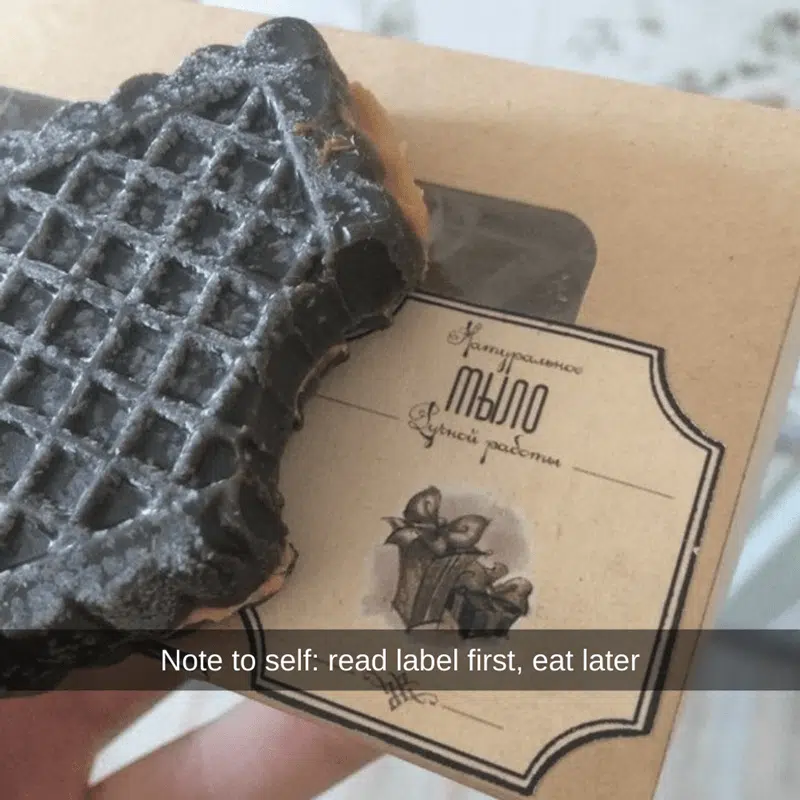 Натуральное
МЫЛО
Ручной работы
Note to self: read label first, eat later